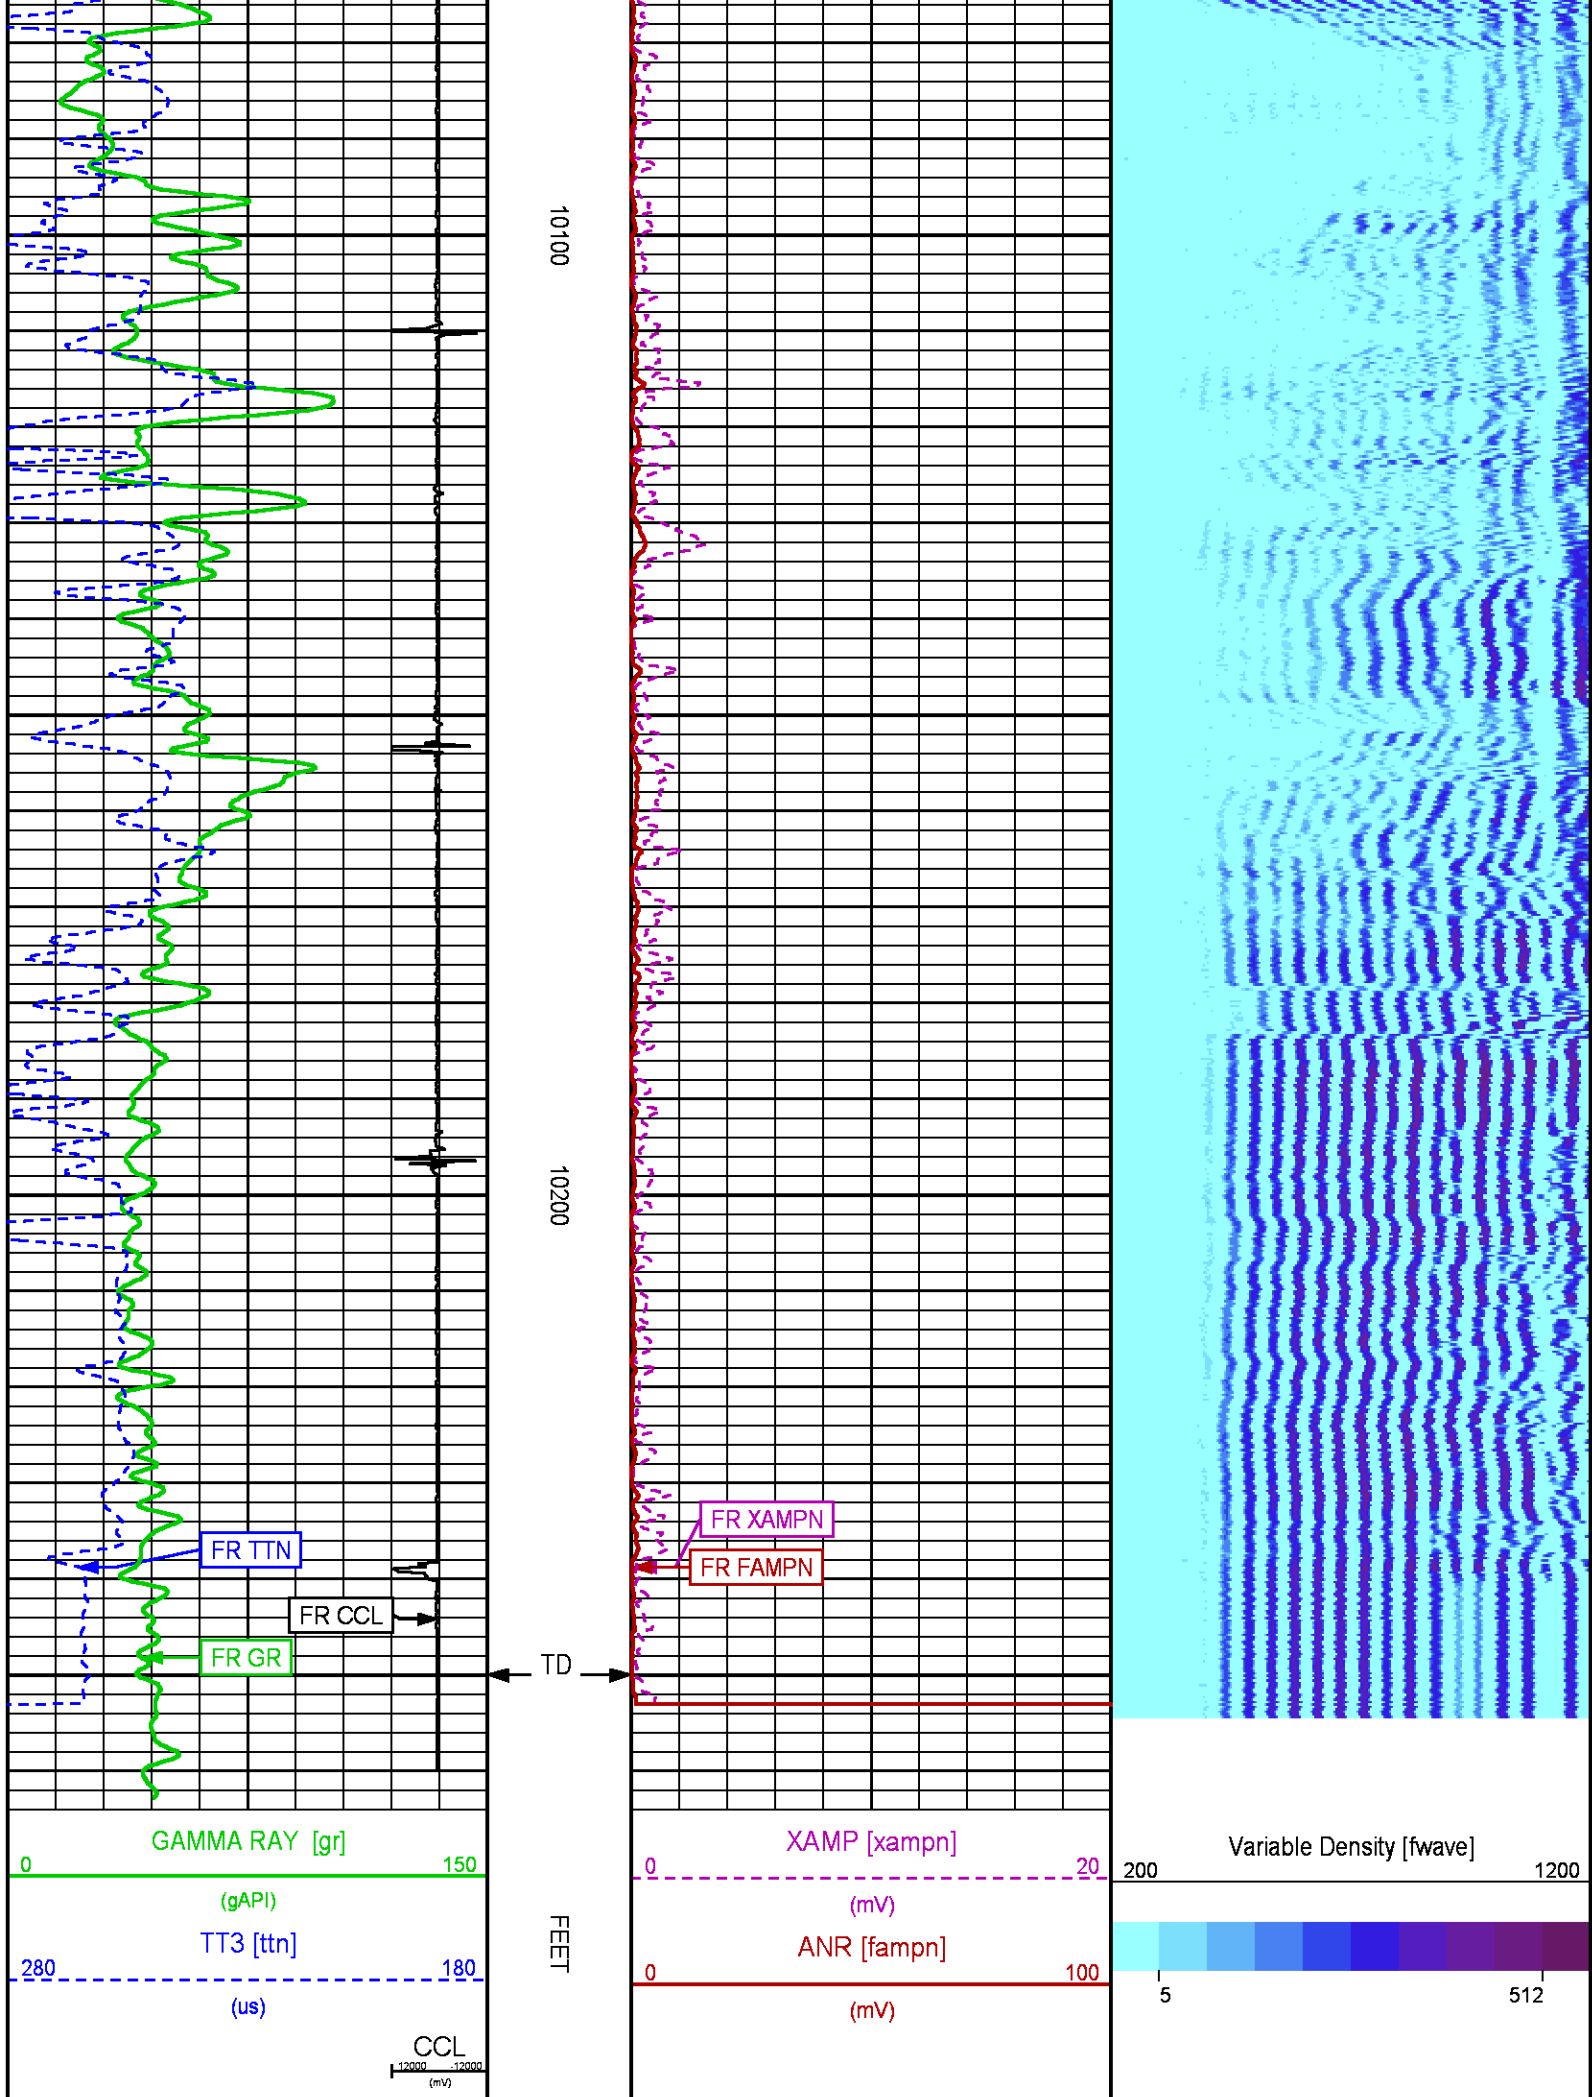 10100
10200
FR XAMPN
FR TTN
FR FAMPN
FR CCL
FR GR
TD
GAMMA RAY [gr]
0 150
(gAPI)
TT3 [ttn]
280 180
(us)
CCL
12000 -12000
(mV)
FEET
XAMP [xampn]
0 20
(mV)
ANR [fampn]
0 100
(mV)
Variable Density [fwave]
200 1200
5 512